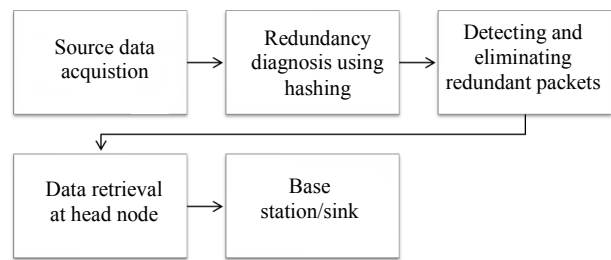 Source data
acquistion
Redundancy
diagnosis using
hashing
Detecting and
eliminating
redundant packets
Data retrieval
at head node
Base
station/sink